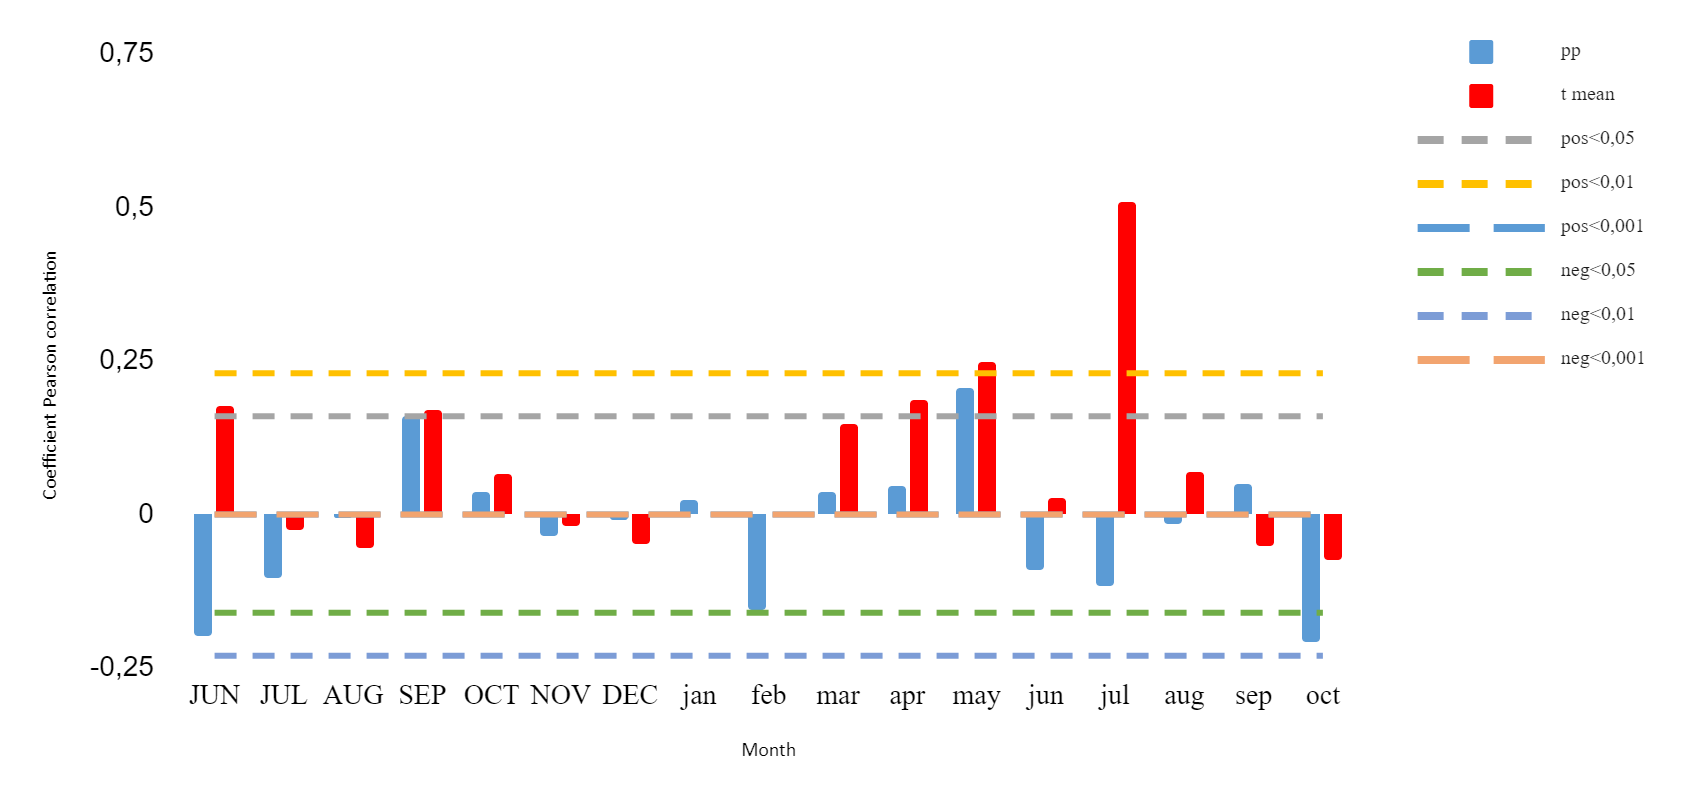 0,75
0,5
0,25
0
-0,25
Coefficient Pearson correlation
JUN JUL AUG SEP OCT NOV DEC jan feb mar apr may jun jul aug sep oct
Month
pp
t mean
pos<0,05
pos<0,01
pos<0,001
neg<0,05
neg<0,01
neg<0,001